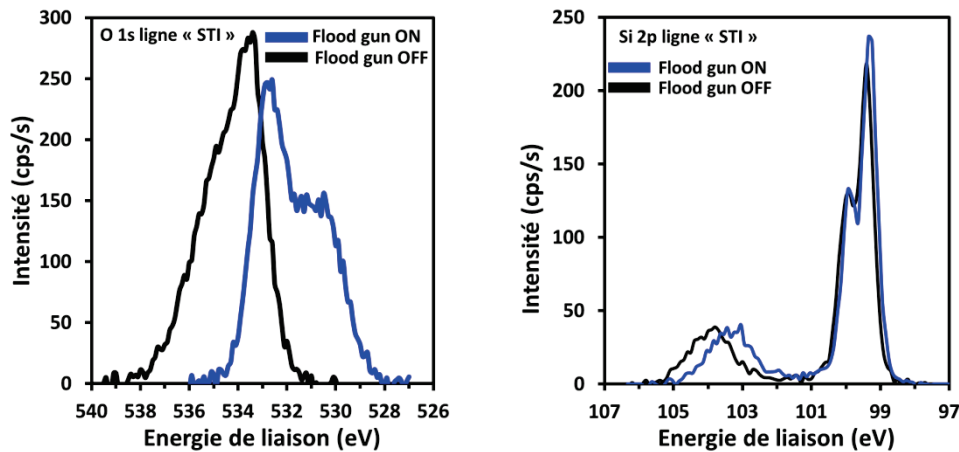 O 1s ligne « STI »
Flood gun ON
Flood gun OFF
Intensité (cps/s)
300
250
200
150
100
50
0
540 538 536 534 532 530 528 526
Energie de liaison (eV)
Si 2p ligne « STI »
Flood gun ON
Flood gun OFF
Intensité (cps/s)
250
200
150
100
50
0
107 105 103 101 99 97
Energie de liaison (eV)